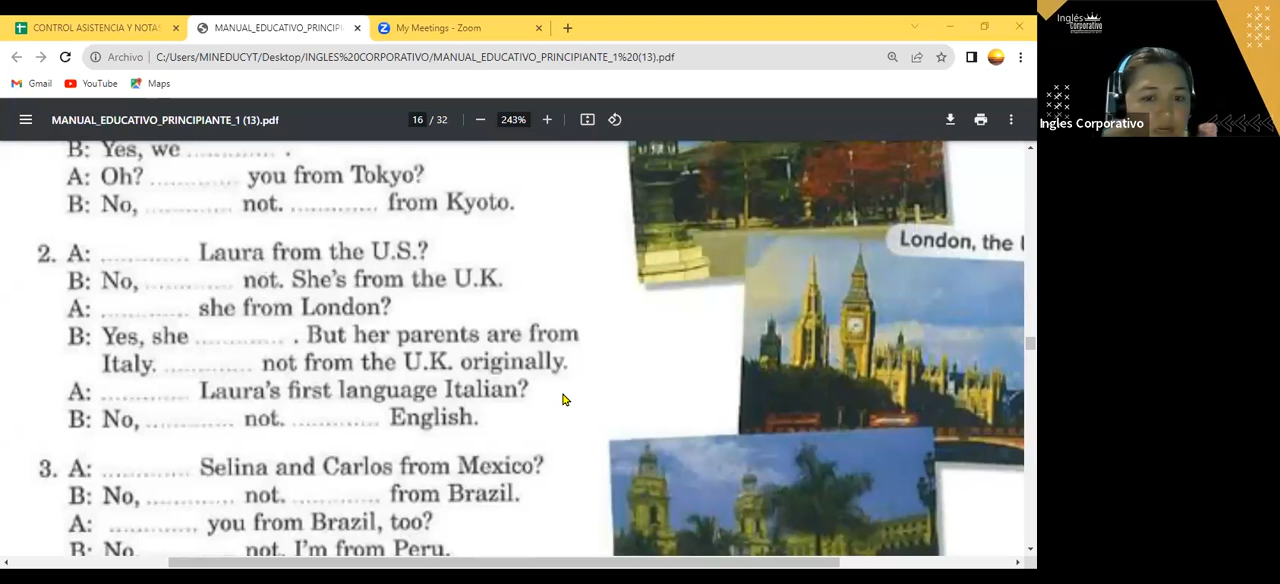 CONTROL ASISTENCIA Y NOTAS
MANUAL_EDUCATIVO_PRINCIPI
My Meetings - Zoom
Archivo
C:/Users/MINEDUCYT/Desktop/INGLES%20CORPORATIVO/MANUAL_EDUCATIVO_PRINCIPIANTE_1%20(13).pdf
Gmail
YouTube
Maps
MANUAL_EDUCATIVO_PRINCIPIANTE_1 (13).pdf
16 / 32
243%
B: Yes, we ............ .
A: Oh? ............ you from Tokyo?
B: No, ............ not. ............ from Kyoto.
2. A: ............ Laura from the U.S.?
B: No, ............ not. She's from the U.K.
A: ............ she from London?
B: Yes, she ............ . But her parents are from
Italy. ............ not from the U.K. originally.
A: ............ Laura's first language Italian?
B: No, ............ not. ............ English.
3. A: ............ Selina and Carlos from Mexico?
B: No, ............ not. ............ from Brazil.
A: ............ you from Brazil, too?
B: No, ............ not. I'm from Peru.
London, the
Inglés
Corporativo
Ingles Corporativo